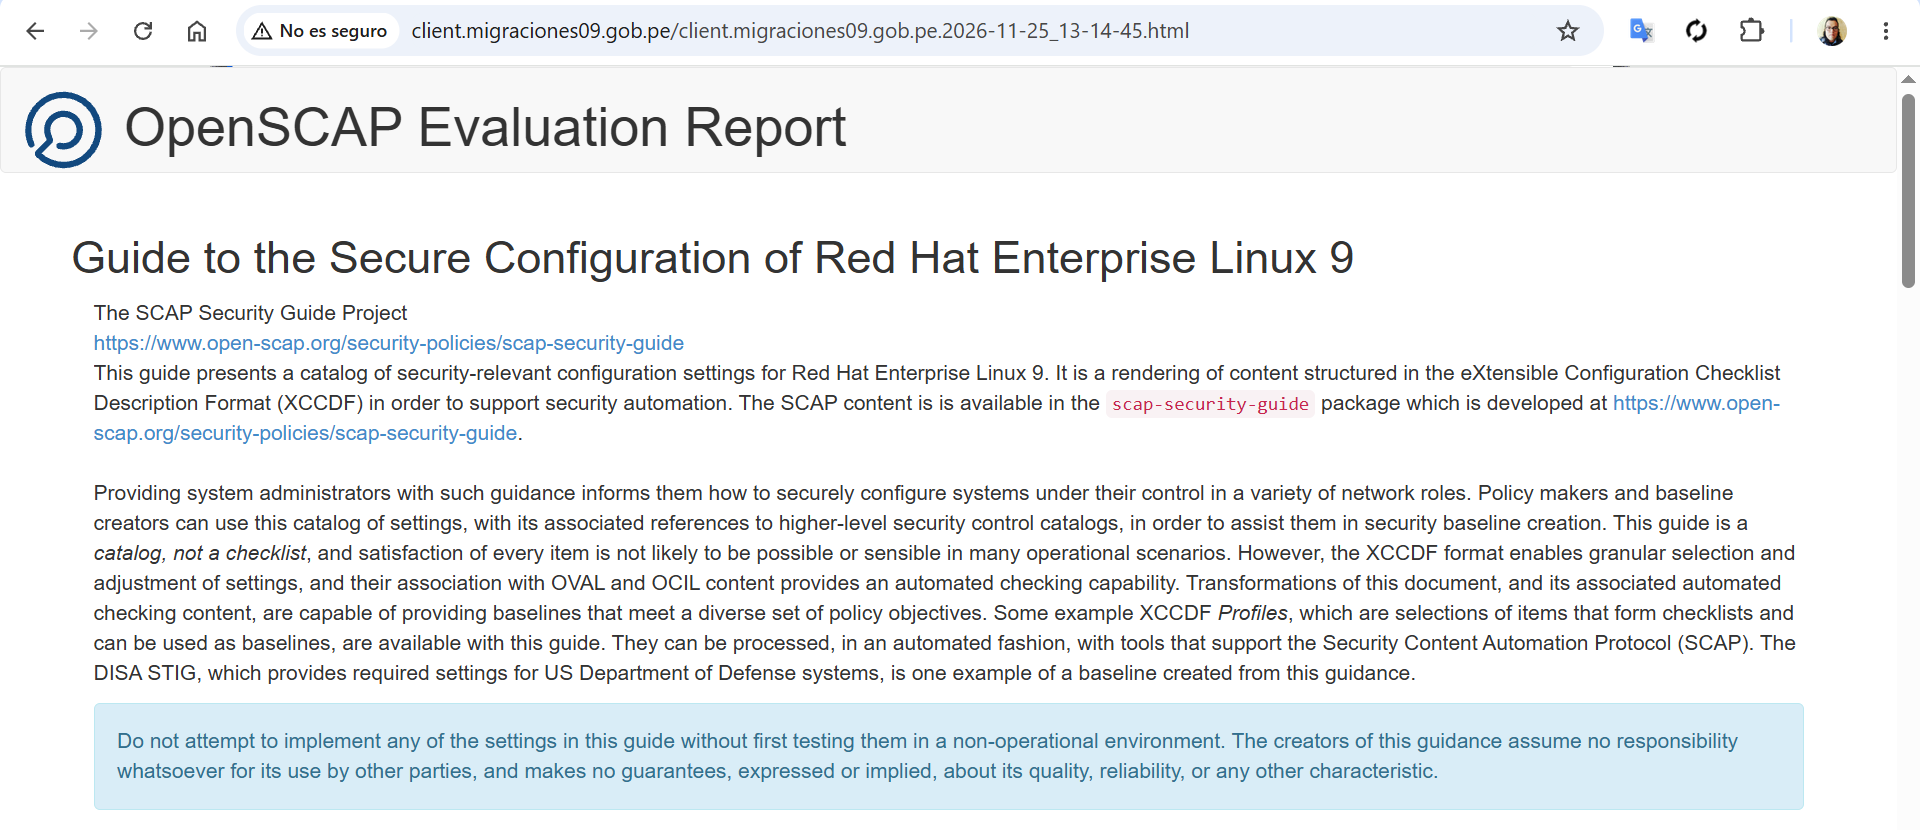 No es seguro client.migraciones09.gob.pe/client.migraciones09.gob.pe.2026-11-25_13-14-45.html
OpenSCAP Evaluation Report
Guide to the Secure Configuration of Red Hat Enterprise Linux 9
The SCAP Security Guide Project
https://www.open-scap.org/security-policies/scap-security-guide
This guide presents a catalog of security-relevant configuration settings for Red Hat Enterprise Linux 9. It is a rendering of content structured in the eXtensible Configuration Checklist
Description Format (XCCDF) in order to support security automation. The SCAP content is is available in the scap-security-guide package which is developed at https://www.open-
scap.org/security-policies/scap-security-guide.
Providing system administrators with such guidance informs them how to securely configure systems under their control in a variety of network roles. Policy makers and baseline
creators can use this catalog of settings, with its associated references to higher-level security control catalogs, in order to assist them in security baseline creation. This guide is a
catalog, not a checklist, and satisfaction of every item is not likely to be possible or sensible in many operational scenarios. However, the XCCDF format enables granular selection and
adjustment of settings, and their association with OVAL and OCIL content provides an automated checking capability. Transformations of this document, and its associated automated
checking content, are capable of providing baselines that meet a diverse set of policy objectives. Some example XCCDF Profiles, which are selections of items that form checklists and
can be used as baselines, are available with this guide. They can be processed, in an automated fashion, with tools that support the Security Content Automation Protocol (SCAP). The
DISA STIG, which provides required settings for US Department of Defense systems, is one example of a baseline created from this guidance.
Do not attempt to implement any of the settings in this guide without first testing them in a non-operational environment. The creators of this guidance assume no responsibility
whatsoever for its use by other parties, and makes no guarantees, expressed or implied, about its quality, reliability, or any other characteristic.